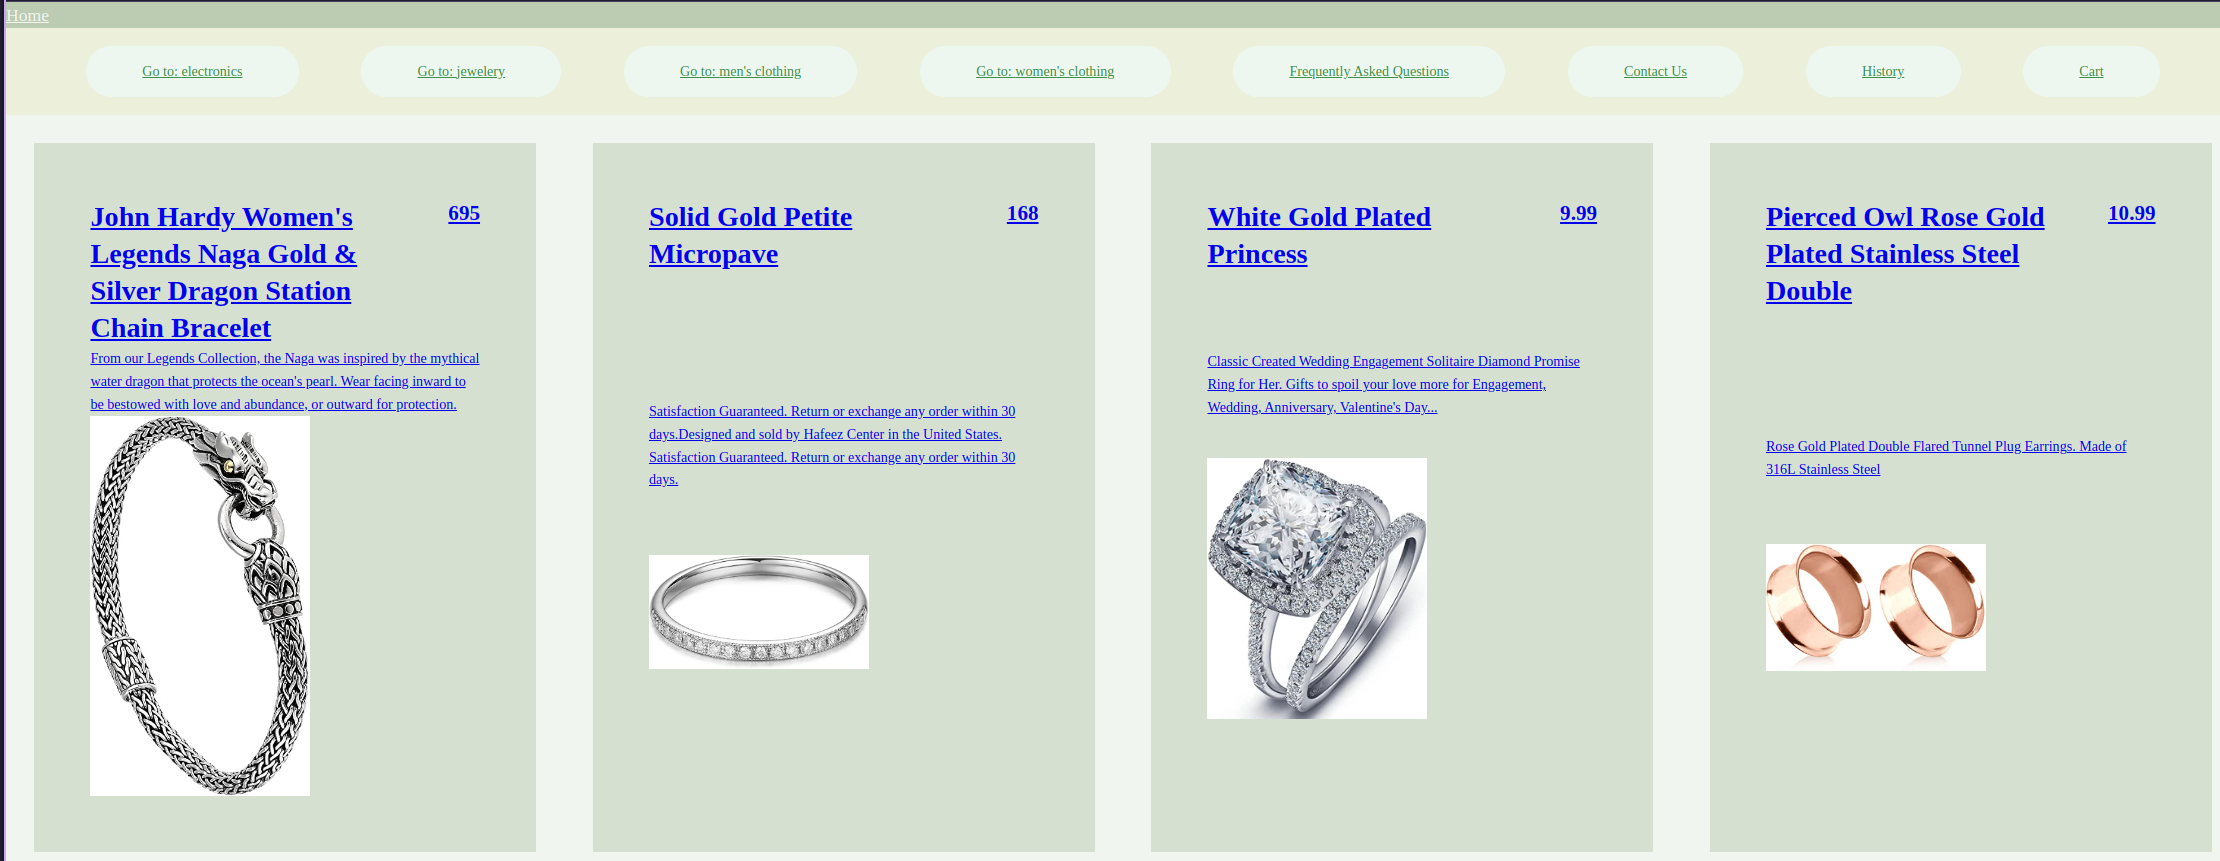 Home
Go to: electronics
Go to: jewelery
Go to: men's clothing
Go to: women's clothing
Frequently Asked Questions
Contact Us
History
Cart
John Hardy Women's
Legends Naga Gold &
Silver Dragon Station
Chain Bracelet
695
From our Legends Collection, the Naga was inspired by the mythical
water dragon that protects the ocean's pearl. Wear facing inward to
be bestowed with love and abundance, or outward for protection.
Solid Gold Petite
Micropave
168
Satisfaction Guaranteed. Return or exchange any order within 30
days.Designed and sold by Hafeez Center in the United States.
Satisfaction Guaranteed. Return or exchange any order within 30
days.
White Gold Plated
Princess
9.99
Classic Created Wedding Engagement Solitaire Diamond Promise
Ring for Her. Gifts to spoil your love more for Engagement,
Wedding, Anniversary, Valentine's Day...
Pierced Owl Rose Gold
Plated Stainless Steel
Double
10.99
Rose Gold Plated Double Flared Tunnel Plug Earrings. Made of
316L Stainless Steel